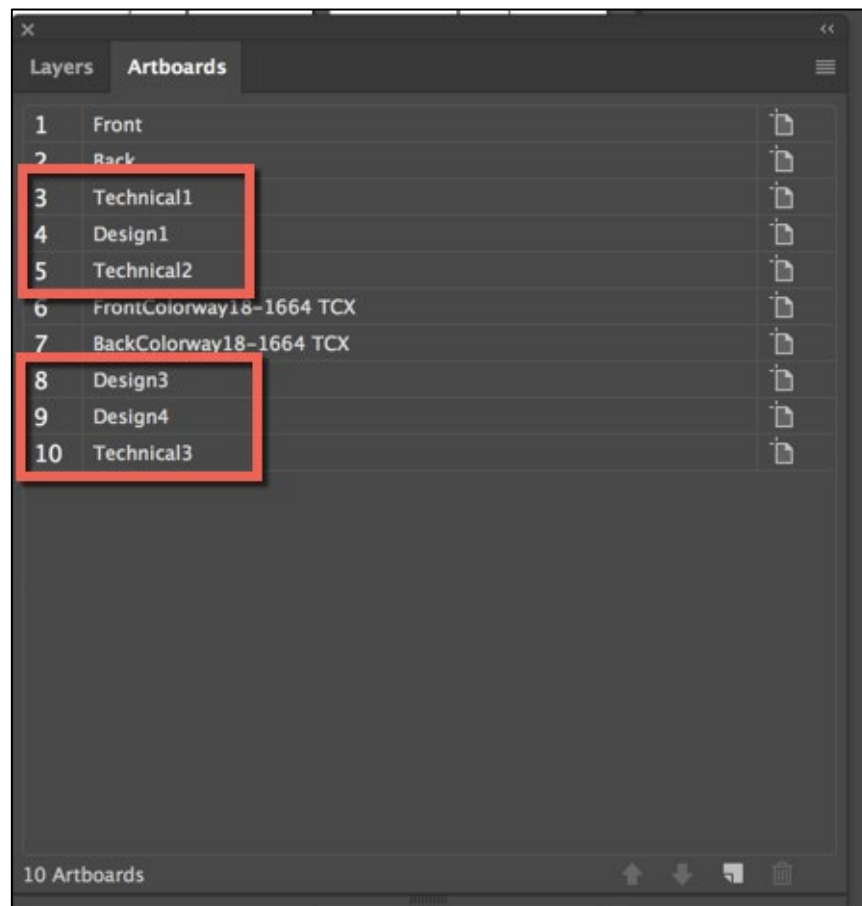 Layers Artboards
1 Front
2 Back
3 Technical1
4 Design1
5 Technical2
6 FrontColorway18-1664 TCX
7 BackColorway18-1664 TCX
8 Design3
9 Design4
10 Technical3
10 Artboards